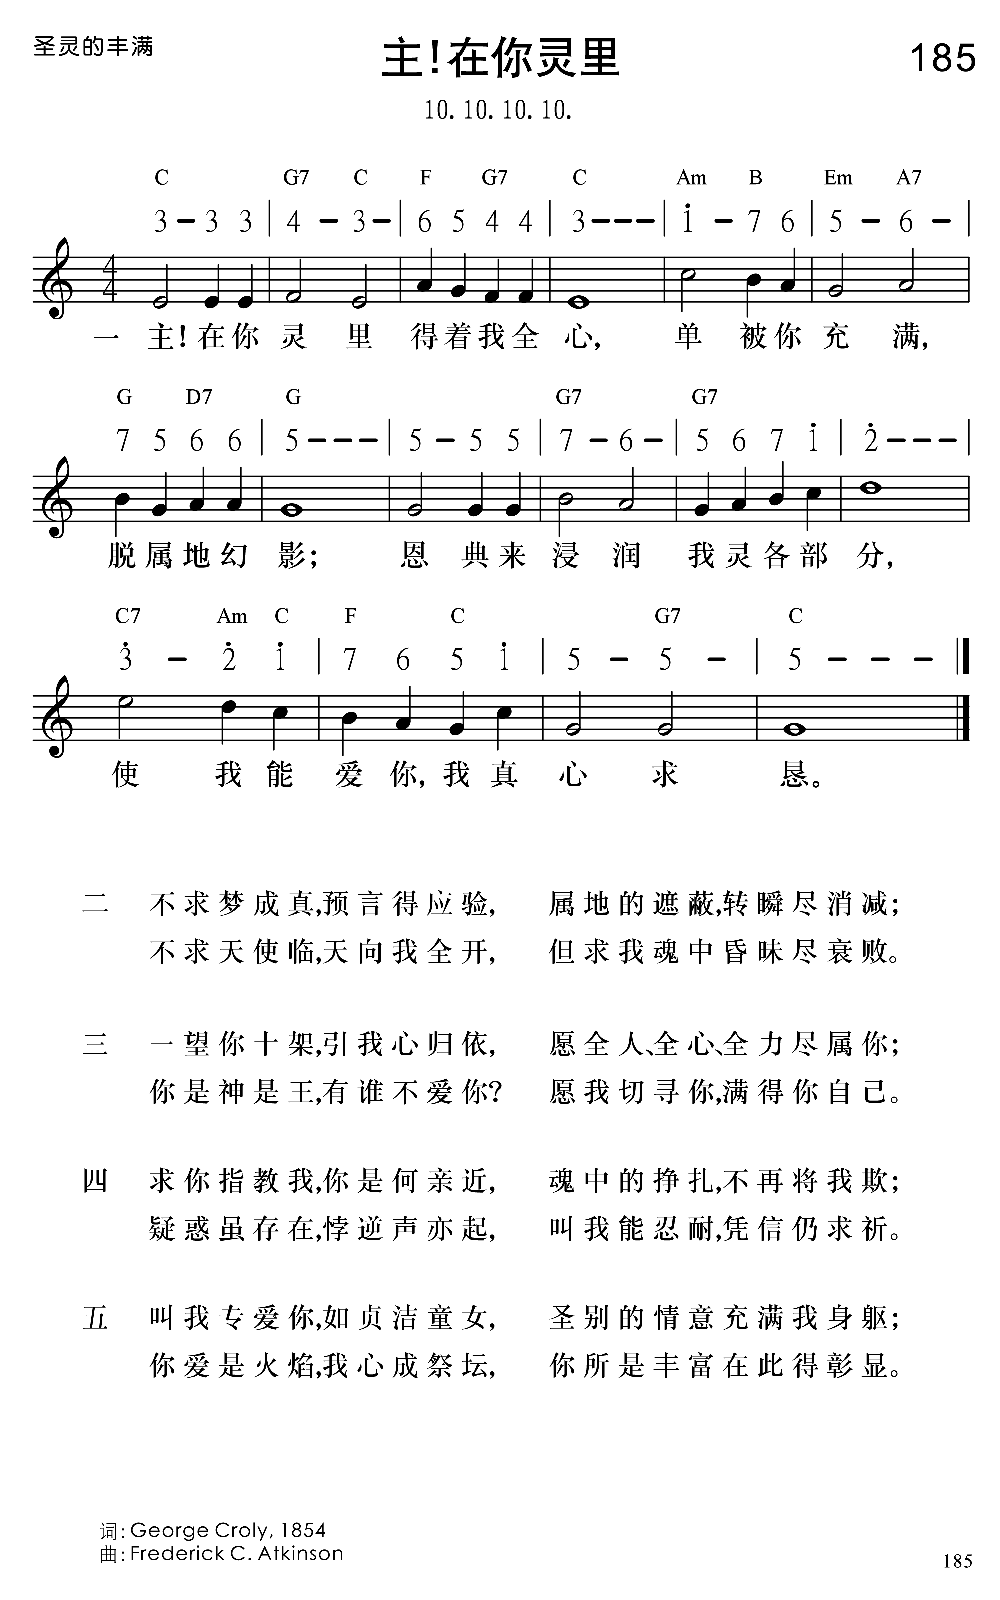 圣灵的丰满
主!在你灵里
185
10.10.10.10.
C G7 C F G7 C Am B Em A7
3 - 3 3 | 4 - 3 - | 6 5 4 4 | 3 - - - | 1̇ - 7 6 | 5 - 6 - |
4
4
一 主!在你 灵 里 得着我全 心, 单 被你 充 满,
G D7 G G7 G7
7 5 6 6 | 5 - - - | 5 - 5 5 | 7 - 6 - | 5 6 7 1̇ | 2̇ - - - |
脱属地幻 影; 恩 典来 浸 润 我灵各部 分,
C7 Am C F C G7 C
3̇ - 2̇ 1̇ | 7 6 5 1̇ | 5 - 5 - | 5 - - -
使 我 能 爱 你,我 真 心 求 恳。
二 不求梦成真,预言得应验, 属地的遮蔽,转瞬尽消减;
不求天使临,天向我全开, 但求我魂中昏昧尽衰败。
三 一望你十架,引我心归依, 愿全人、全心、全力尽属你;
你是神是王,有谁不爱你? 愿我切寻你,满得你自己。
四 求你指教我,你是何亲近, 魂中的挣扎,不再将我欺;
疑惑虽存在,悖逆声亦起, 叫我能忍耐,凭信仍求祈。
五 叫我专爱你,如贞洁童女, 圣别的情意充满我身躯;
你爱是火焰,我心成祭坛, 你所是丰富在此得彰显。
词:George Croly, 1854
曲:Frederick C. Atkinson
185